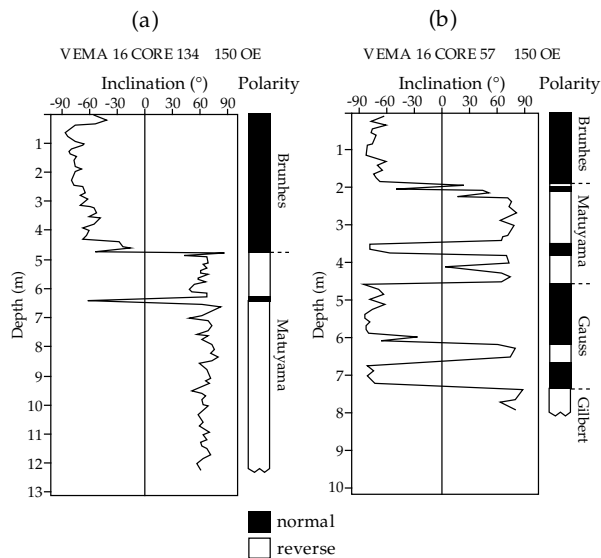 (a)
VEMA 16 CORE 134 150 OE
Inclination (°) Polarity
-90 -60 -30 0 30 60 90
1
2
3
4
5
6
7
8
9
10
11
12
13
Depth (m)
Brunhes
Matuyama
(b)
VEMA 16 CORE 57 150 OE
Inclination (°) Polarity
-90 -60 -30 0 30 60 90
1
2
3
4
5
6
7
8
9
10
Depth (m)
Brunhes
Matuyama
Gauss
Gilbert
normal
reverse